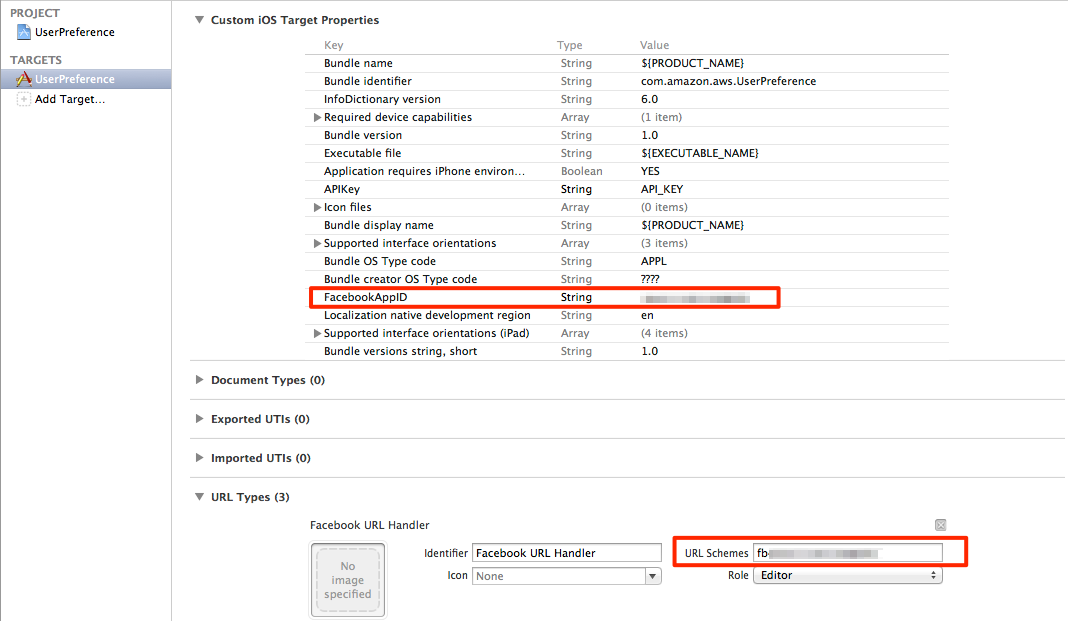 PROJECT
UserPreference
TARGETS
UserPreference
Add Target...
Custom iOS Target Properties
Key Type Value
Bundle name String ${PRODUCT_NAME}
Bundle identifier String com.amazon.aws.UserPreference
InfoDictionary version String 6.0
Required device capabilities Array (1 item)
Bundle version String 1.0
Executable file String ${EXECUTABLE_NAME}
Application requires iPhone environ... Boolean YES
APIKey String API_KEY
Icon files Array (0 items)
Bundle display name String ${PRODUCT_NAME}
Supported interface orientations Array (3 items)
Bundle OS Type code String APPL
Bundle creator OS Type code String ????
FacebookAppID String
Localization native development region String en
Supported interface orientations (iPad) Array (4 items)
Bundle versions string, short String 1.0
Document Types (0)
Exported UTIs (0)
Imported UTIs (0)
URL Types (3)
Facebook URL Handler
Identifier Facebook URL Handler URL Schemes fb
Icon None Role Editor
No
image
specified